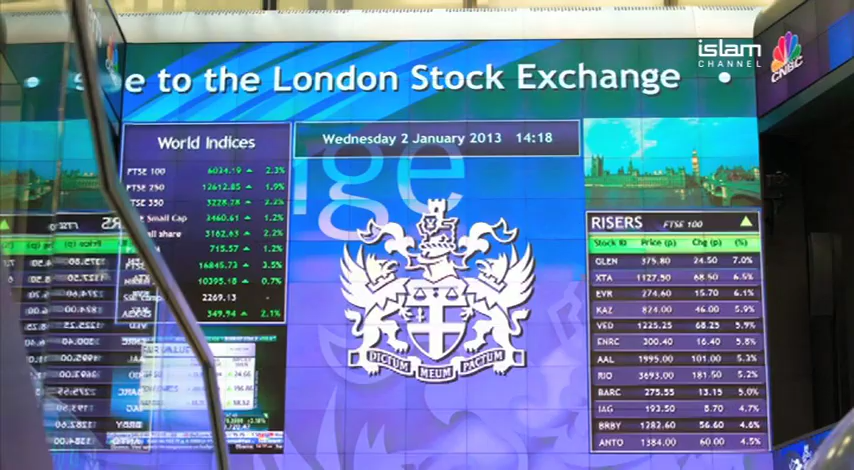 islam
CHANNEL
CNBC
e to the London Stock Exchange
World Indices
Wednesday 2 January 2013 14:18
FTSE 100 6034.19 2.3%
FTSE 250 12612.85 1.9%
FTSE 350 3228.28
Small Cap 3460.61 1.2%
all share 3162.63 2.2%
715.57 1.2%
16845.73 3.5%
10395.18 0.7%
2269.13
349.94 2.1%
ge
DICTUM MEUM PACTUM
RISERS FTSE 100
Stock ID Price (p) Chg (p) (%)
GLEN 375.80 24.50 7.0%
XTA 1127.50 68.50 6.5%
EVR 274.60 15.70 6.1%
KAZ 824.00 46.00 5.9%
VED 1225.25 68.25 5.9%
ENRC 300.40 16.40 5.8%
AAL 1995.00 101.00 5.3%
RIO 3693.00 181.50 5.2%
BARC 275.55 13.15 5.0%
IAG 193.50 8.70 4.7%
BRBY 1282.60 56.60 4.6%
ANTO 1384.00 60.00 4.5%